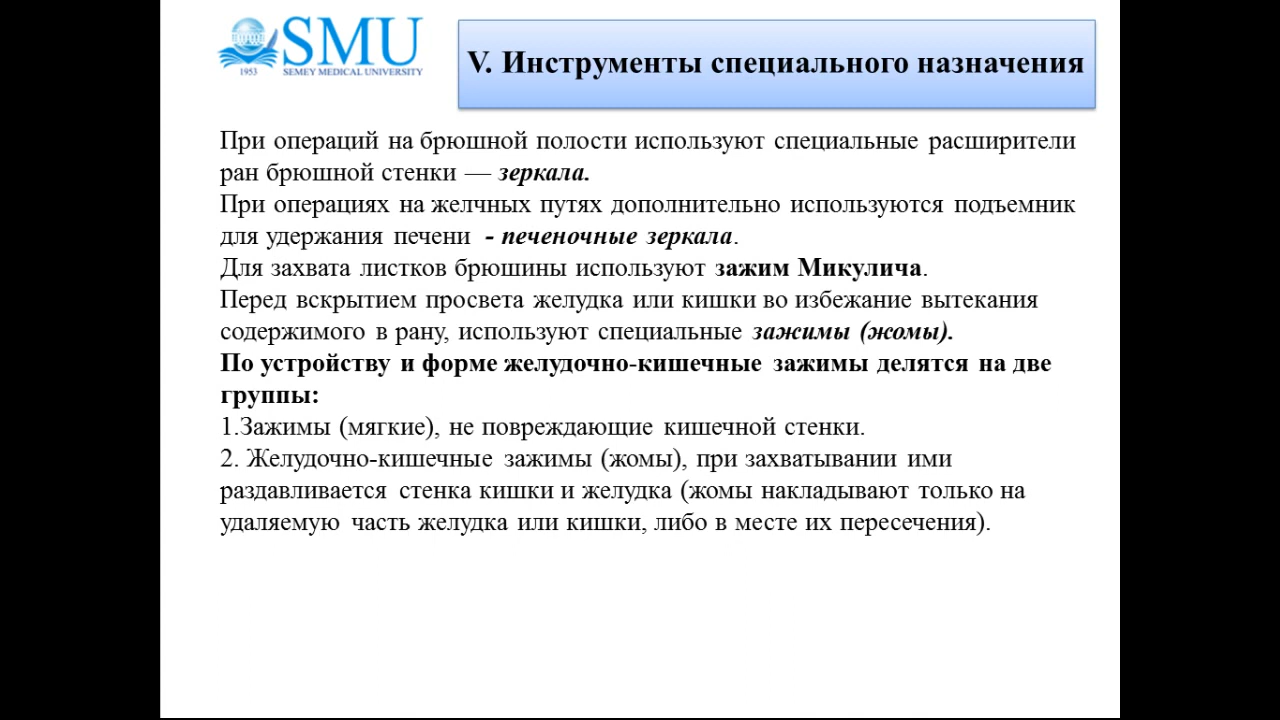 SMU
1953 SEMEY MEDICAL UNIVERSITY
V. Инструменты специального назначения
При операций на брюшной полости используют специальные расширители
ран брюшной стенки — зеркала.
При операциях на желчных путях дополнительно используются подъемник
для удержания печени - печеночные зеркала.
Для захвата листков брюшины используют зажим Микулича.
Перед вскрытием просвета желудка или кишки во избежание вытекания
содержимого в рану, используют специальные зажимы (жомы).
По устройству и форме желудочно-кишечные зажимы делятся на две
группы:
1.Зажимы (мягкие), не повреждающие кишечной стенки.
2. Желудочно-кишечные зажимы (жомы), при захватывании ими
раздавливается стенка кишки и желудка (жомы накладывают только на
удаляемую часть желудка или кишки, либо в месте их пересечения).